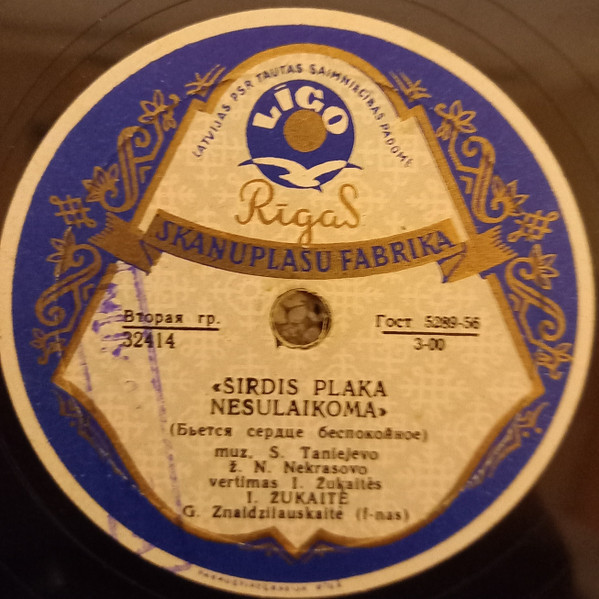 LATVIJAS PSR TAUTAS SAIMNIECĪBAS PADOME
LĪGO
Rīgas
SKAŅUPLAŠU FABRIKA
Вторая гр.
32414
Гост 5289-56
3-00
«ŠIRDIS PLAKA
NESULAIKOMA»
(Бьется сердце беспокойное)
muz. S. Taniejevo
ž. N. Nekrasovo
vertimas I. Žukaitės
I. ŽUKAITĖ
G. Znaidzilauskaitė (f-nas)